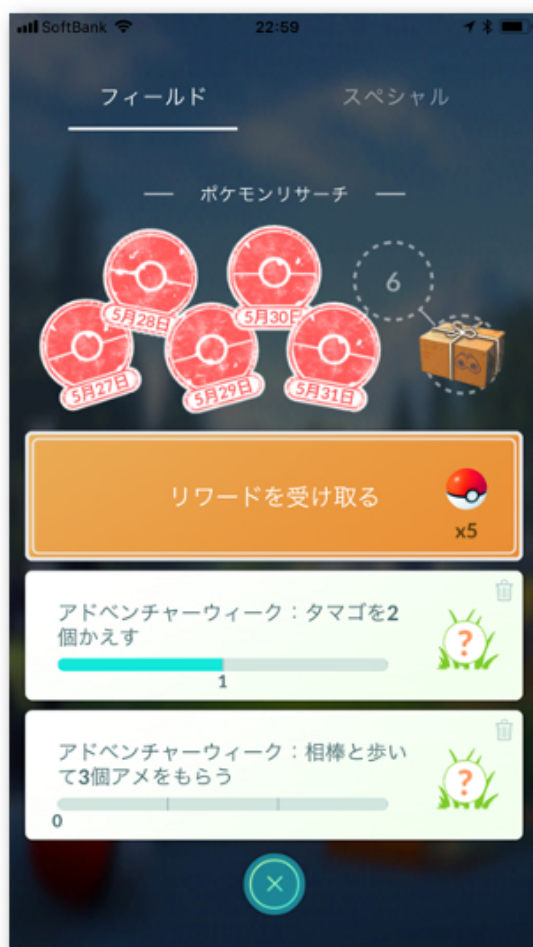 SoftBank 22:59
フィールド スペシャル
ポケモンリサーチ
5月28日 5月30日 6
5月27日 5月29日 5月31日
リワードを受け取る
x5
アドベンチャーウィーク:タマゴを2
個かえす
?
1
アドベンチャーウィーク:相棒と歩い
て3個アメをもらう
?
0